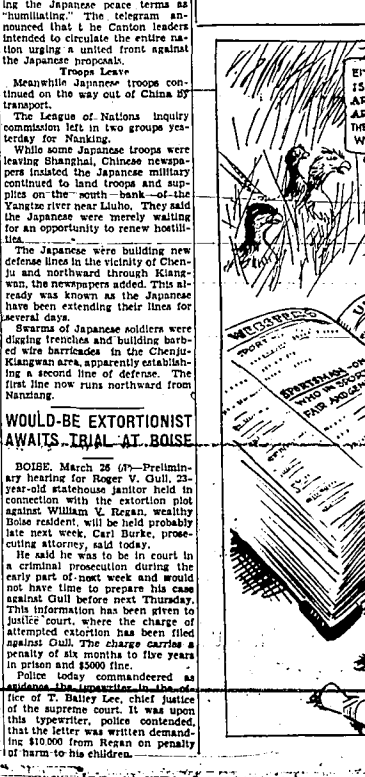 ing the Japanese peace terms as
"humiliating." The telegram an-
nounced that the Canton leaders
intended to circulate the entire na-
tion urging a united front against
the Japanese proposals.
Troops Leave
Meanwhile Japanese troops con-
tinued on the way out of China by
transport.
The League of Nations inquiry
commission left in two groups yes-
terday for Nanking.
While some Japanese troops were
leaving Shanghai, Chinese newspa-
pers insisted the Japanese military
continued to land troops and sup-
plies on the south bank of the
Yangtze river near Liuho. They said
the Japanese were merely waiting
for an opportunity to renew hostili-
ties.
The Japanese were building new
defense lines in the vicinity of Chen-
ju and northward through Kiang-
wan, the newspapers added. This al-
ready was known as the Japanese
have been extending their lines for
several days.
Swarms of Japanese soldiers were
digging trenches and building barb-
ed wire barricades in the Chenju-
Kiangwan area, apparently establish-
ing a second line of defense. The
first line now runs northward from
Nanziang.
WOULD-BE EXTORTIONIST
AWAITS TRIAL AT BOISE
BOISE, March 26 (AP)—Prelimin-
ary hearing for Roger V. Gull, 23-
year-old statehouse janitor held in
connection with the extortion plot
against William V. Regan, wealthy
Boise resident, will be held probably
late next week, Carl Burke, prose-
cuting attorney, said today.
He said he was to be in court in
a criminal prosecution during the
early part of next week and would
not have time to prepare his case
against Gull before next Thursday.
This information has been given to
justice court, where the charge of
attempted extortion has been filed
against Gull. The charge carries a
penalty of six months to five years
in prison and $5000 fine.
Police today commandeered as
evidence the typewriter in the of-
fice of T. Bailey Lee, chief justice
of the supreme court. It was upon
this typewriter, police contended,
that the letter was written demand-
ing $10,000 from Regan on penalty
of harm to his children.
WEBSTER'S
SPORT
SPORTSMAN-ON
WHO IN SPORT
FAIR AND GEN